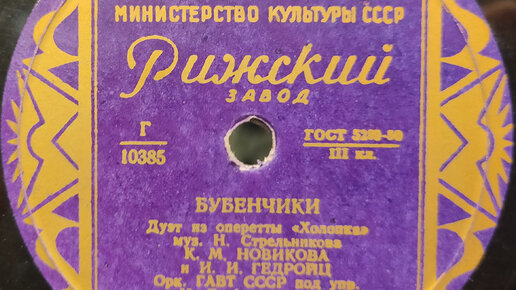 МИНИСТЕРСТВО КУЛЬТУРЫ СССР
Рижский
ЗАВОД
Г
10385
ГОСТ 5289-50
III кл.
БУБЕНЧИКИ
Дуэт из оперетты «Холопка»
муз. Н. Стрельникова
К. М. НОВИКОВА
и И. И. ГЕДРОЙЦ
Орк. ГАБТ СССР под упр.